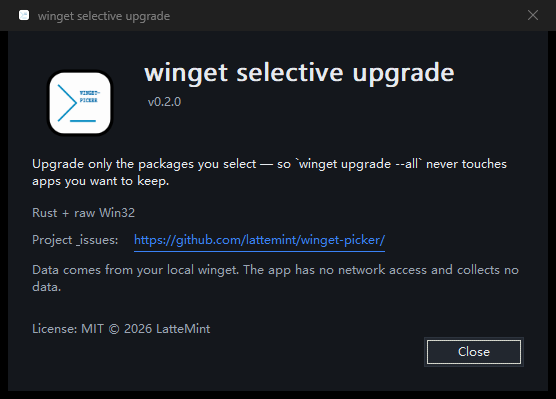 winget selective upgrade
winget selective upgrade
v0.2.0
WINGET-
PICKER
Upgrade only the packages you select — so `winget upgrade --all` never touches
apps you want to keep.
Rust + raw Win32
Project _issues: https://github.com/lattemint/winget-picker/
Data comes from your local winget. The app has no network access and collects no
data.
License: MIT © 2026 LatteMint
Close